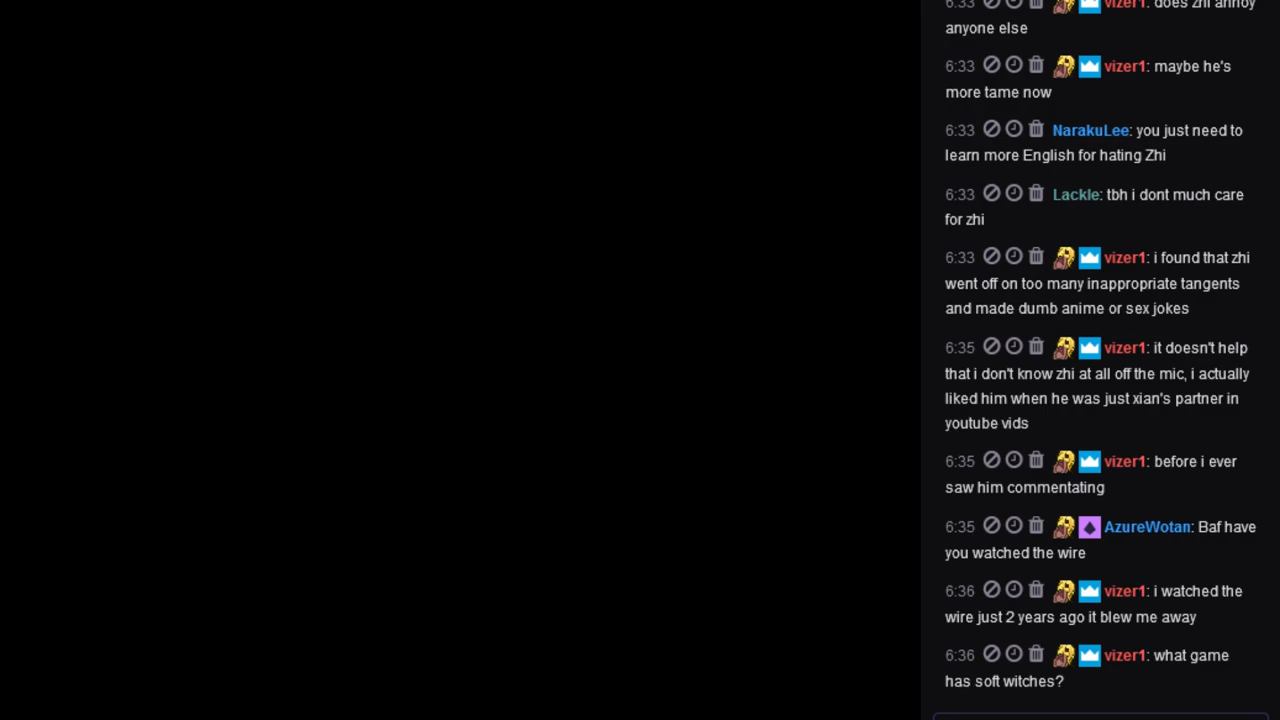 6:33 vizer1: does zhi annoy
anyone else
6:33 vizer1: maybe he's
more tame now
6:33 NarakuLee: you just need to
learn more English for hating Zhi
6:33 Lackle: tbh i dont much care
for zhi
6:33 vizer1: i found that zhi
went off on too many inappropriate tangents
and made dumb anime or sex jokes
6:35 vizer1: it doesn't help
that i don't know zhi at all off the mic, i actually
liked him when he was just xian's partner in
youtube vids
6:35 vizer1: before i ever
saw him commentating
6:35 AzureWotan: Baf have
you watched the wire
6:36 vizer1: i watched the
wire just 2 years ago it blew me away
6:36 vizer1: what game
has soft witches?